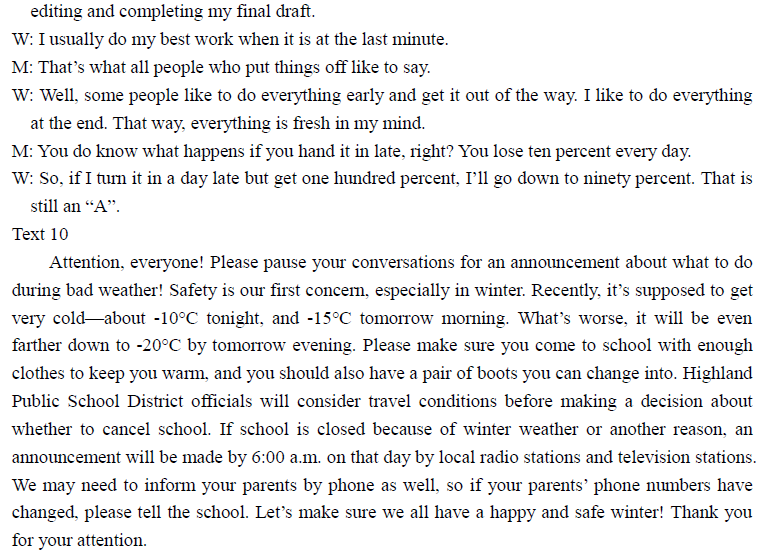 editing and completing my final draft.
W: I usually do my best work when it is at the last minute.
M: That's what all people who put things off like to say.
W: Well, some people like to do everything early and get it out of the way. I like to do everything
at the end. That way, everything is fresh in my mind.
M: You do know what happens if you hand it in late, right? You lose ten percent every day.
W: So, if I turn it in a day late but get one hundred percent, I'll go down to ninety percent. That is
still an “A”.
Text 10
Attention, everyone! Please pause your conversations for an announcement about what to do
during bad weather! Safety is our first concern, especially in winter. Recently, it's supposed to get
very cold—about -10°C tonight, and -15°C tomorrow morning. What's worse, it will be even
farther down to -20°C by tomorrow evening. Please make sure you come to school with enough
clothes to keep you warm, and you should also have a pair of boots you can change into. Highland
Public School District officials will consider travel conditions before making a decision about
whether to cancel school. If school is closed because of winter weather or another reason, an
announcement will be made by 6:00 a.m. on that day by local radio stations and television stations.
We may need to inform your parents by phone as well, so if your parents' phone numbers have
changed, please tell the school. Let's make sure we all have a happy and safe winter! Thank you
for your attention.